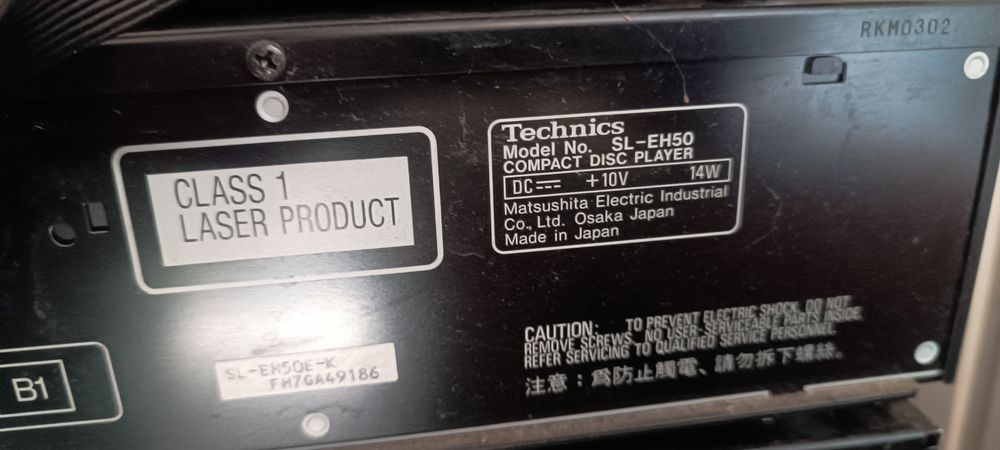 RKM0302
CLASS 1
LASER PRODUCT
Technics
Model No. SL-EH50
COMPACT DISC PLAYER
DC +10V 14W
Matsushita Electric Industrial
Co., Ltd. Osaka Japan
Made in Japan
CAUTION: TO PREVENT ELECTRIC SHOCK, DO NOT
REMOVE SCREWS. NO USER-SERVICEABLE PARTS INSIDE.
REFER SERVICING TO QUALIFIED SERVICE PERSONNEL.
注意：為防止觸電、請勿拆下螺絲。
SL-EH50E-K
FH7GA49186
B1